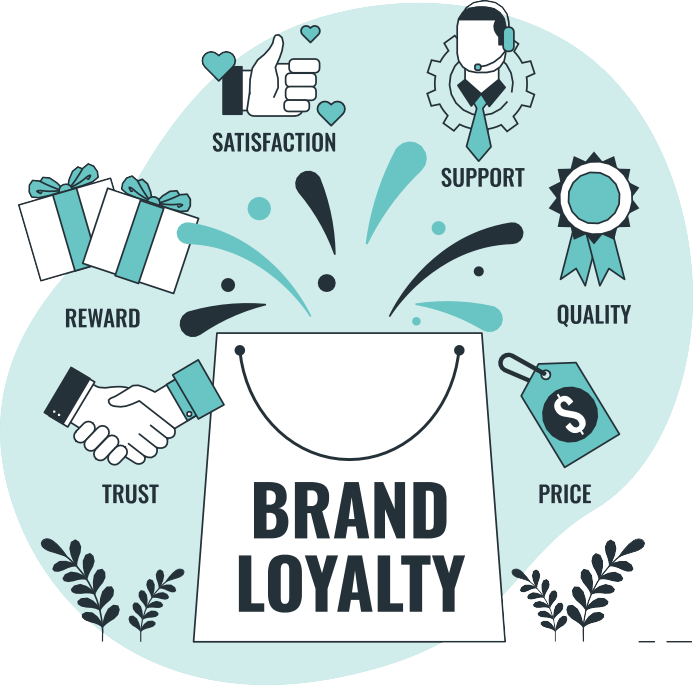 SATISFACTION
SUPPORT
REWARD
QUALITY
TRUST
$
PRICE
BRAND
LOYALTY